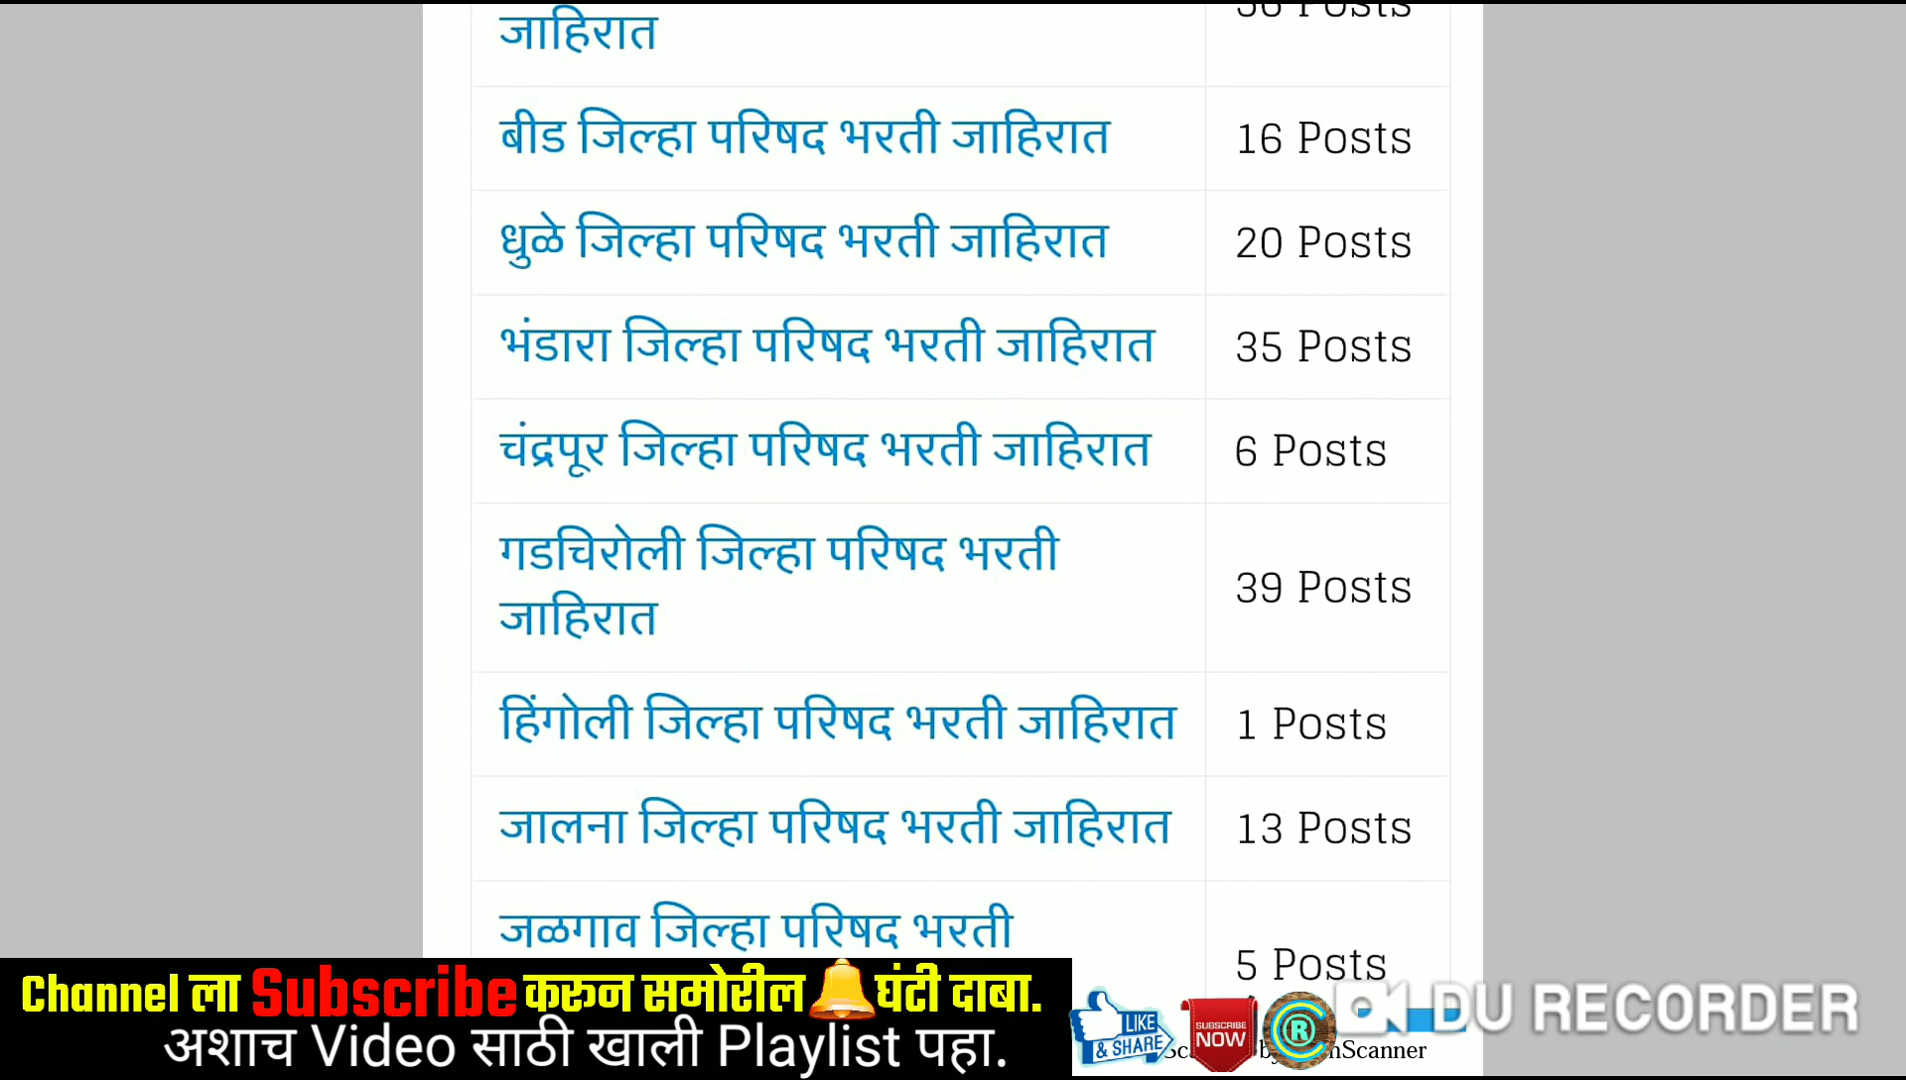 जाहिरात
Posts
बीड जिल्हा परिषद भरती जाहिरात 16 Posts
धुळे जिल्हा परिषद भरती जाहिरात 20 Posts
भंडारा जिल्हा परिषद भरती जाहिरात 35 Posts
चंद्रपूर जिल्हा परिषद भरती जाहिरात 6 Posts
गडचिरोली जिल्हा परिषद भरती
जाहिरात
39 Posts
हिंगोली जिल्हा परिषद भरती जाहिरात 1 Posts
जालना जिल्हा परिषद भरती जाहिरात 13 Posts
जळगाव जिल्हा परिषद भरती
5 Posts
Channel ला Subscribe करून समोरील घंटी दाबा.
अशाच Video साठी खाली Playlist पहा.
LIKE
& SHARE
SUBSCRIBE
NOW
C R
DU RECORDER